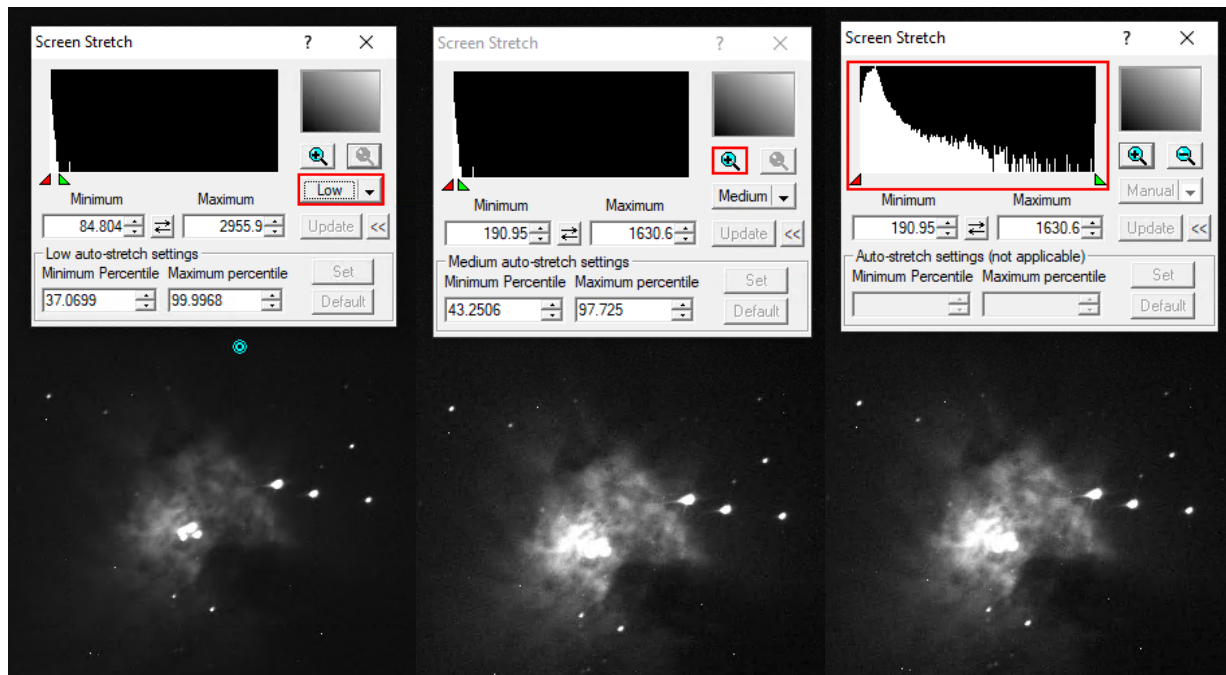 Screen Stretch ?
Low
Minimum Maximum
84.804 2955.9 Update <<
Low auto-stretch settings
Minimum Percentile Maximum percentile Set
37.0699 99.9968 Default
Screen Stretch ?
Medium
Minimum Maximum
190.95 1630.6 Update <<
Medium auto-stretch settings
Minimum Percentile Maximum percentile Set
43.2506 97.725 Default
Screen Stretch ?
Manual
Minimum Maximum
190.95 1630.6 Update <<
Auto-stretch settings (not applicable)
Minimum Percentile Maximum percentile Set
Default